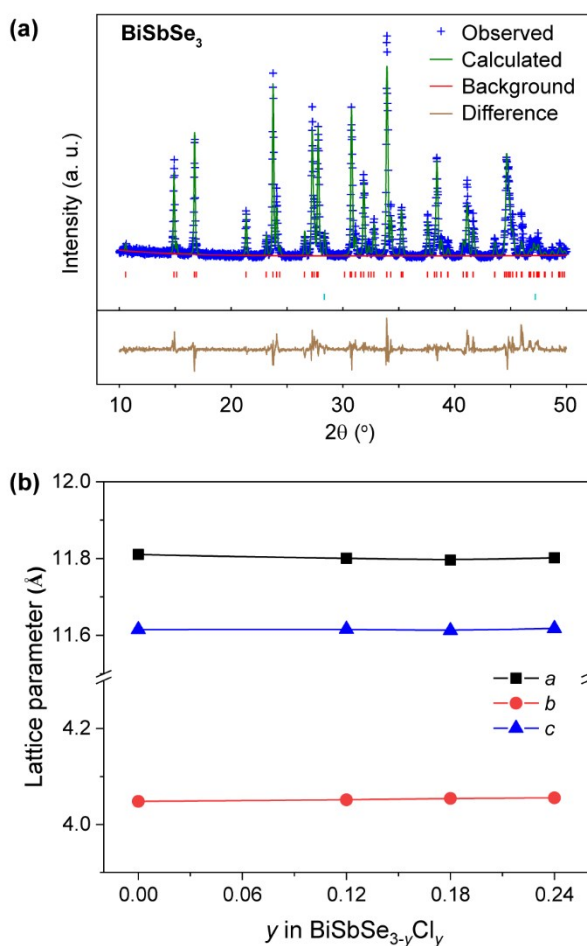 (a)
BiSbSe₃
Observed
Calculated
Background
Difference
Intensity (a. u.)
10 20 30 40 50
2θ (°)
(b)
12.0
11.8
11.6
4.2
4.0
Lattice parameter (Å)
a
b
c
0.00 0.06 0.12 0.18 0.24
y in BiSbSe₃₋yCly